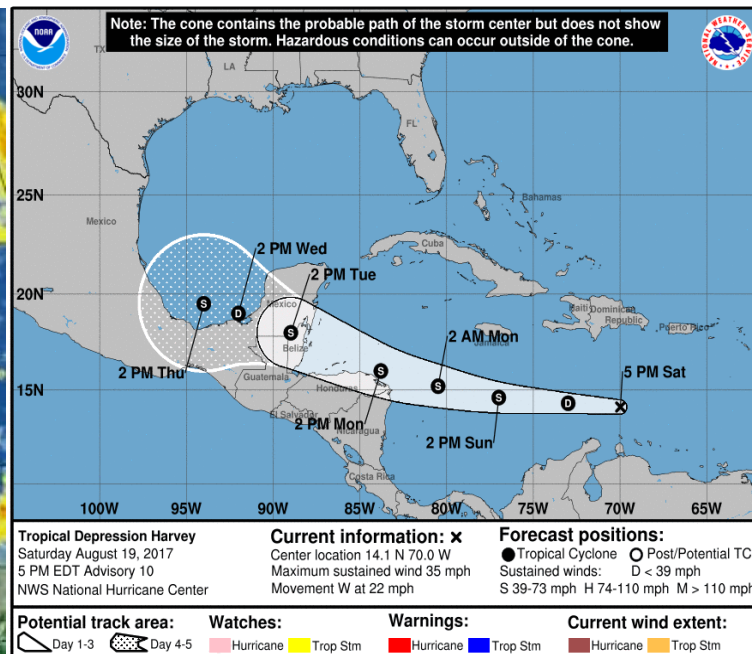 Note: The cone contains the probable path of the storm center but does not show
the size of the storm. Hazardous conditions can occur outside of the cone.
NOAA
NATIONAL WEATHER SERVICE
TX
LA
30N
FL
25N
Mexico
Bahamas
2 PM Wed
Cuba
2 PM Tue
20N
S
D
Mexico
Haiti Dominican
Republic
Puerto Rico
S
Belize
2 AM Mon
Jamaica
2 PM Thu
Guatemala
S
S
5 PM Sat
15N
Honduras
S
D
El Salvador
2 PM Mon
Nicaragua
2 PM Sun
Costa Rica
100W 95W 90W 85W 80W 75W 70W 65W
Tropical Depression Harvey
Saturday August 19, 2017
5 PM EDT Advisory 10
NWS National Hurricane Center
Current information: x
Center location 14.1 N 70.0 W
Maximum sustained wind 35 mph
Movement W at 22 mph
Forecast positions:
Tropical Cyclone Post/Potential TC
Sustained winds: D < 39 mph
S 39-73 mph H 74-110 mph M > 110 mph
Potential track area:
Day 1-3 Day 4-5
Watches:
Hurricane Trop Stm
Warnings:
Hurricane Trop Stm
Current wind extent:
Hurricane Trop Stm